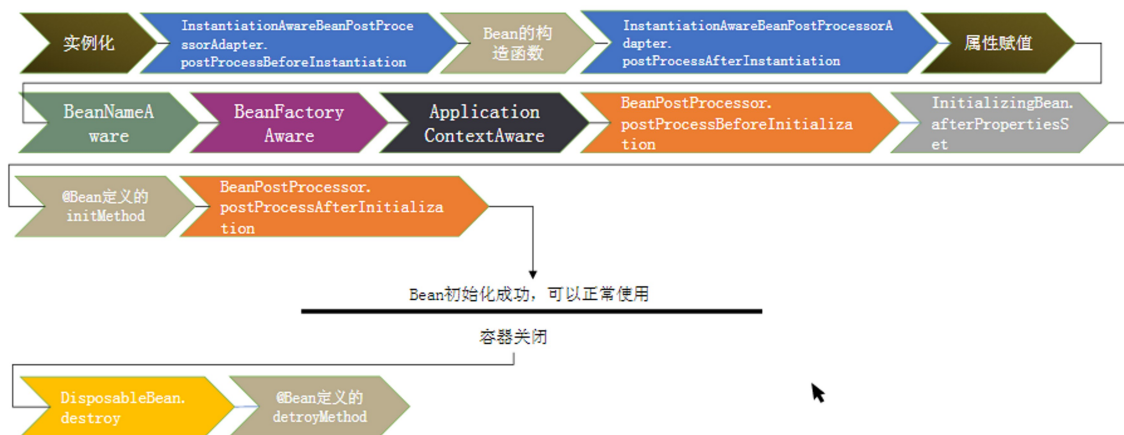 实例化
InstantiationAwareBeanPostProce
ssorAdapter.
postProcessBeforeInstantiation
Bean的构
造函数
InstantiationAwareBeanPostProcessorA
dapter.
postProcessAfterInstantiation
属性赋值
BeanNameA
ware
BeanFactory
Aware
Application
ContextAware
BeanPostProcessor.
postProcessBeforeInitializa
tion
InitializingBean.
afterPropertiesS
et
@Bean定义的
initMethod
BeanPostProcessor.
postProcessAfterInitializa
tion
Bean初始化成功，可以正常使用
容器关闭
DisposableBean.
destroy
@Bean定义的
detroyMethod